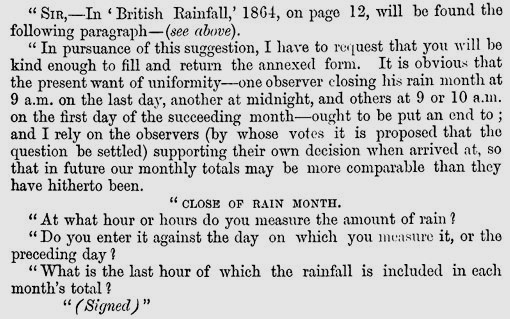 “ SIR,—In ‘ British Rainfall,’ 1864, on page 12, will be found the
following paragraph—(see above).
“ In pursuance of this suggestion, I have to request that you will be
kind enough to fill and return the annexed form. It is obvious that
the present want of uniformity—one observer closing his rain month at
9 a.m. on the last day, another at midnight, and others at 9 or 10 a.m.
on the first day of the succeeding month—ought to be put an end to ;
and I rely on the observers (by whose votes it is proposed that the
question be settled) supporting their own decision when arrived at, so
that in future our monthly totals may be more comparable than they
have hitherto been.
“ CLOSE OF RAIN MONTH.
“ At what hour or hours do you measure the amount of rain ?
“ Do you enter it against the day on which you measure it, or the
preceding day ?
“ What is the last hour of which the rainfall is included in each
month’s total ?
“ (Signed) ”